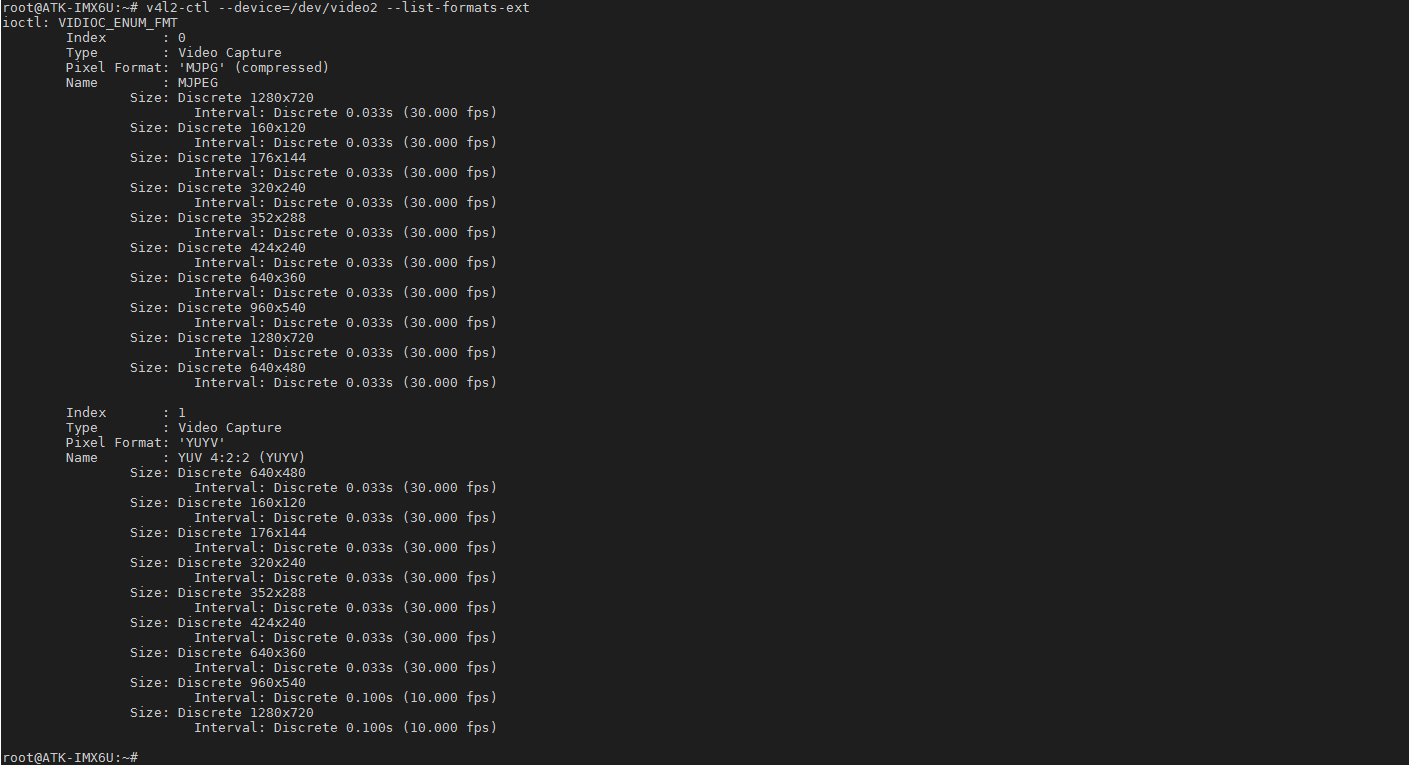 root@ATK-IMX6U:~# v4l2-ctl --device=/dev/video2 --list-formats-ext
ioctl: VIDIOC_ENUM_FMT
        Index       : 0
        Type        : Video Capture
        Pixel Format: 'MJPG' (compressed)
        Name        : MJPEG
                Size: Discrete 1280x720
                        Interval: Discrete 0.033s (30.000 fps)
                Size: Discrete 160x120
                        Interval: Discrete 0.033s (30.000 fps)
                Size: Discrete 176x144
                        Interval: Discrete 0.033s (30.000 fps)
                Size: Discrete 320x240
                        Interval: Discrete 0.033s (30.000 fps)
                Size: Discrete 352x288
                        Interval: Discrete 0.033s (30.000 fps)
                Size: Discrete 424x240
                        Interval: Discrete 0.033s (30.000 fps)
                Size: Discrete 640x360
                        Interval: Discrete 0.033s (30.000 fps)
                Size: Discrete 960x540
                        Interval: Discrete 0.033s (30.000 fps)
                Size: Discrete 1280x720
                        Interval: Discrete 0.033s (30.000 fps)
                Size: Discrete 640x480
                        Interval: Discrete 0.033s (30.000 fps)

        Index       : 1
        Type        : Video Capture
        Pixel Format: 'YUYV'
        Name        : YUV 4:2:2 (YUYV)
                Size: Discrete 640x480
                        Interval: Discrete 0.033s (30.000 fps)
                Size: Discrete 160x120
                        Interval: Discrete 0.033s (30.000 fps)
                Size: Discrete 176x144
                        Interval: Discrete 0.033s (30.000 fps)
                Size: Discrete 320x240
                        Interval: Discrete 0.033s (30.000 fps)
                Size: Discrete 352x288
                        Interval: Discrete 0.033s (30.000 fps)
                Size: Discrete 424x240
                        Interval: Discrete 0.033s (30.000 fps)
                Size: Discrete 640x360
                        Interval: Discrete 0.033s (30.000 fps)
                Size: Discrete 960x540
                        Interval: Discrete 0.100s (10.000 fps)
                Size: Discrete 1280x720
                        Interval: Discrete 0.100s (10.000 fps)

root@ATK-IMX6U:~#